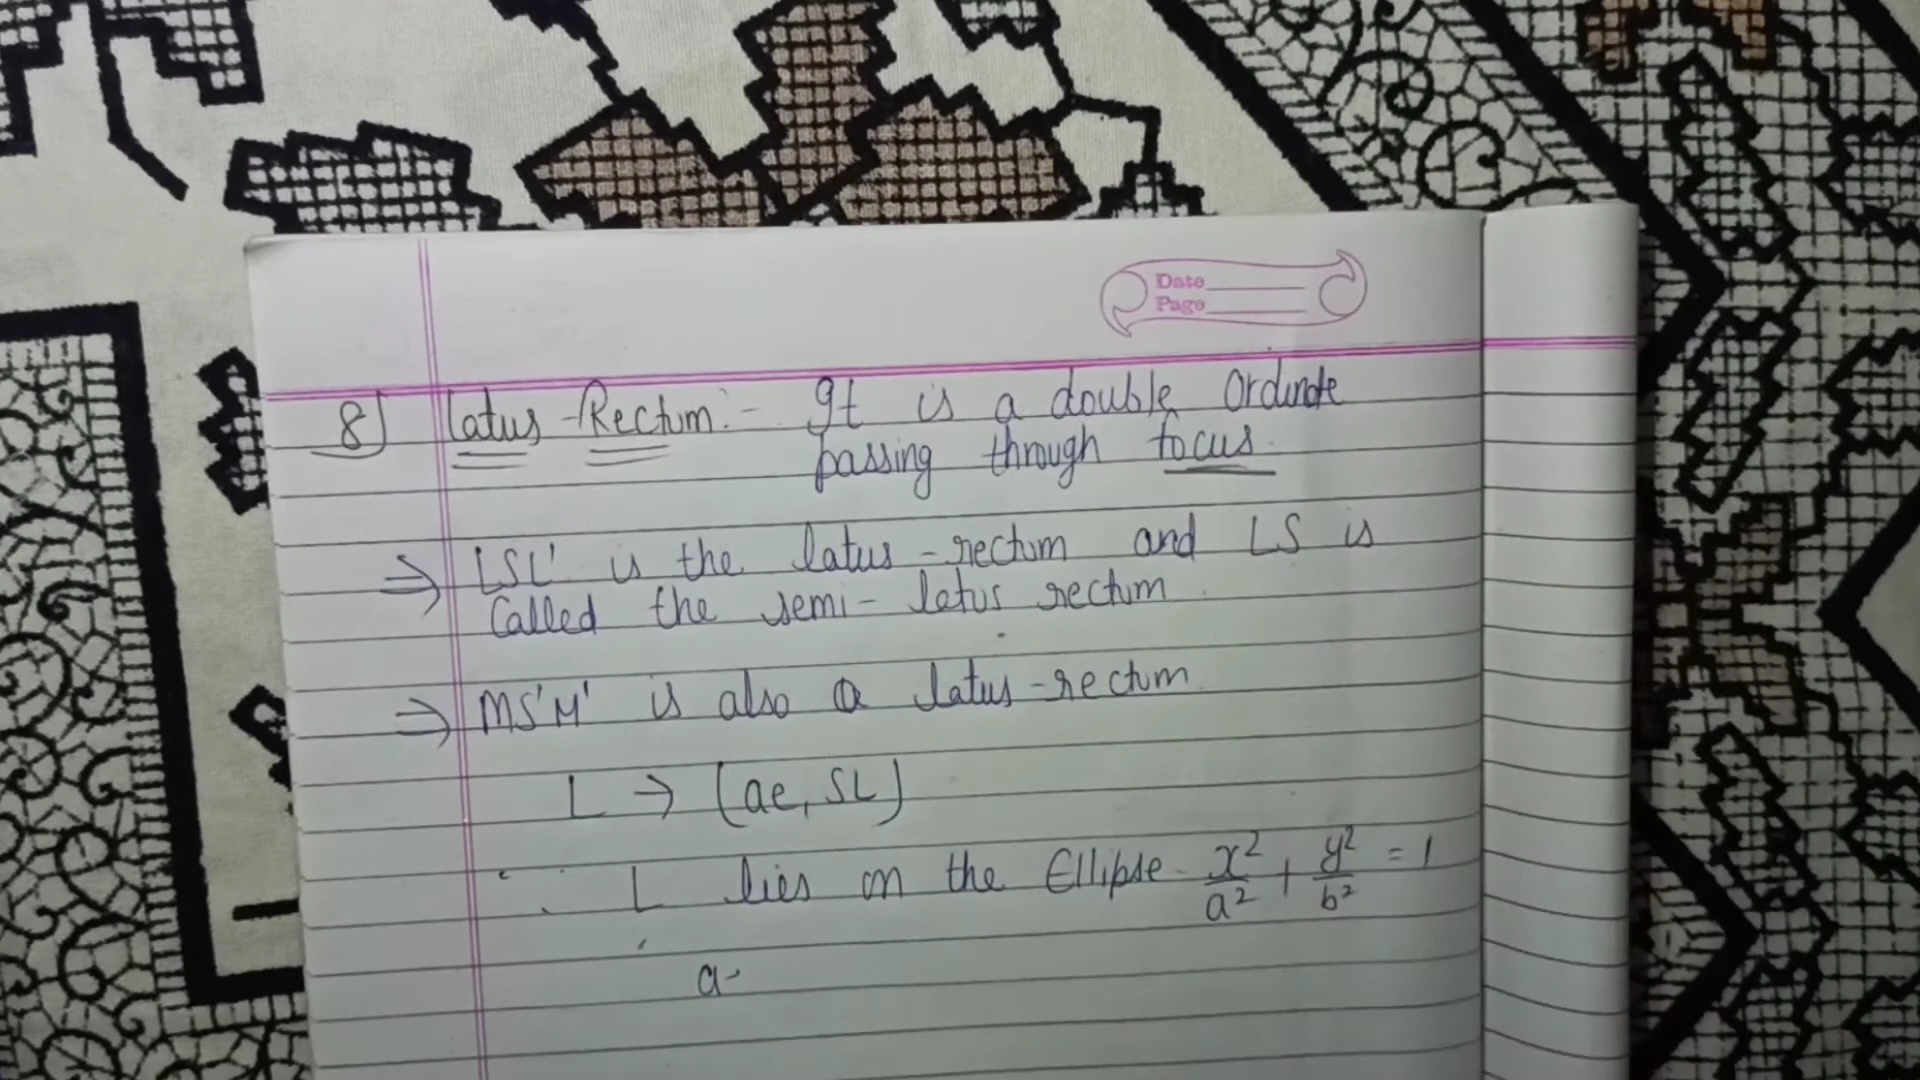 Date
Page
8) Latus-Rectum:- It is a double Ordinate
passing through focus.
⇒ LSL' is the latus-rectum and LS is
Called the semi-latus rectum.
⇒ MS'M' is also a latus-rectum.
L → (ae, SL)
L lies on the Ellipse x²/a² + y²/b² = 1
a